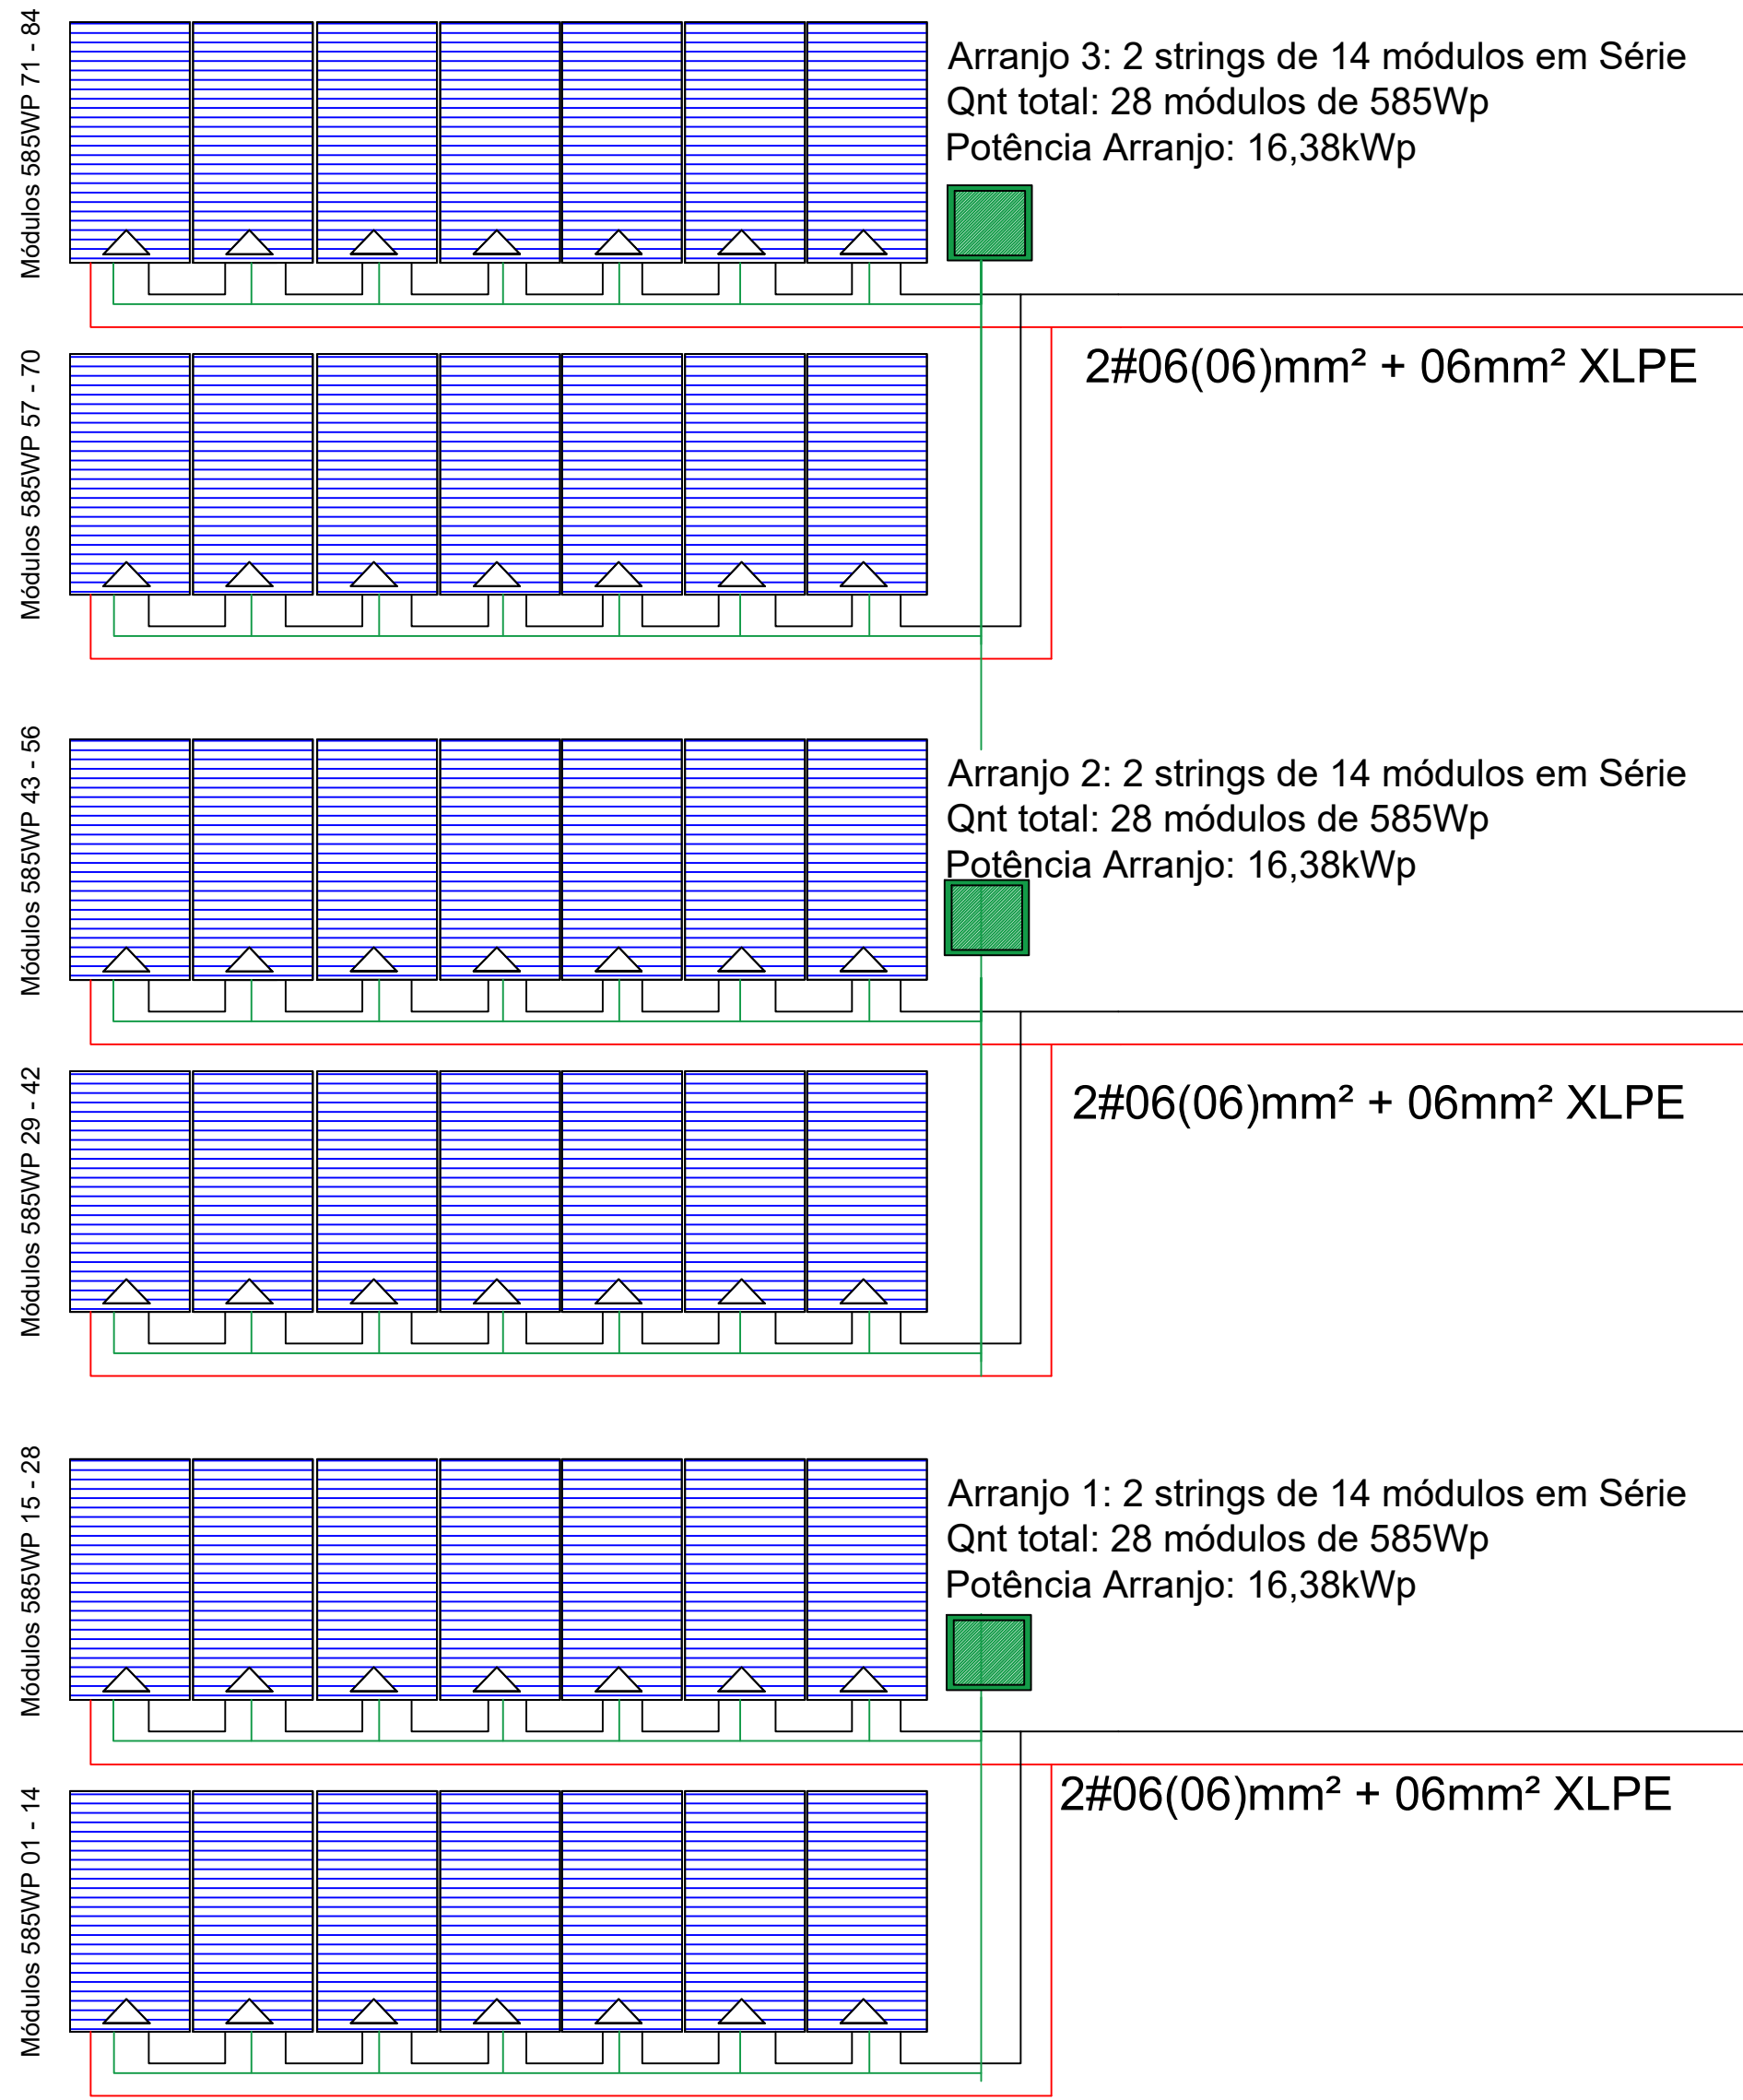 Módulos 585WP 71 - 84
Arranjo 3: 2 strings de 14 módulos em Série
Qnt total: 28 módulos de 585Wp
Potência Arranjo: 16,38kWp
Módulos 585WP 57 - 70
2#06(06)mm² + 06mm² XLPE
Módulos 585WP 43 - 56
Arranjo 2: 2 strings de 14 módulos em Série
Qnt total: 28 módulos de 585Wp
Potência Arranjo: 16,38kWp
Módulos 585WP 29 - 42
2#06(06)mm² + 06mm² XLPE
Módulos 585WP 15 - 28
Arranjo 1: 2 strings de 14 módulos em Série
Qnt total: 28 módulos de 585Wp
Potência Arranjo: 16,38kWp
Módulos 585WP 01 - 14
2#06(06)mm² + 06mm² XLPE